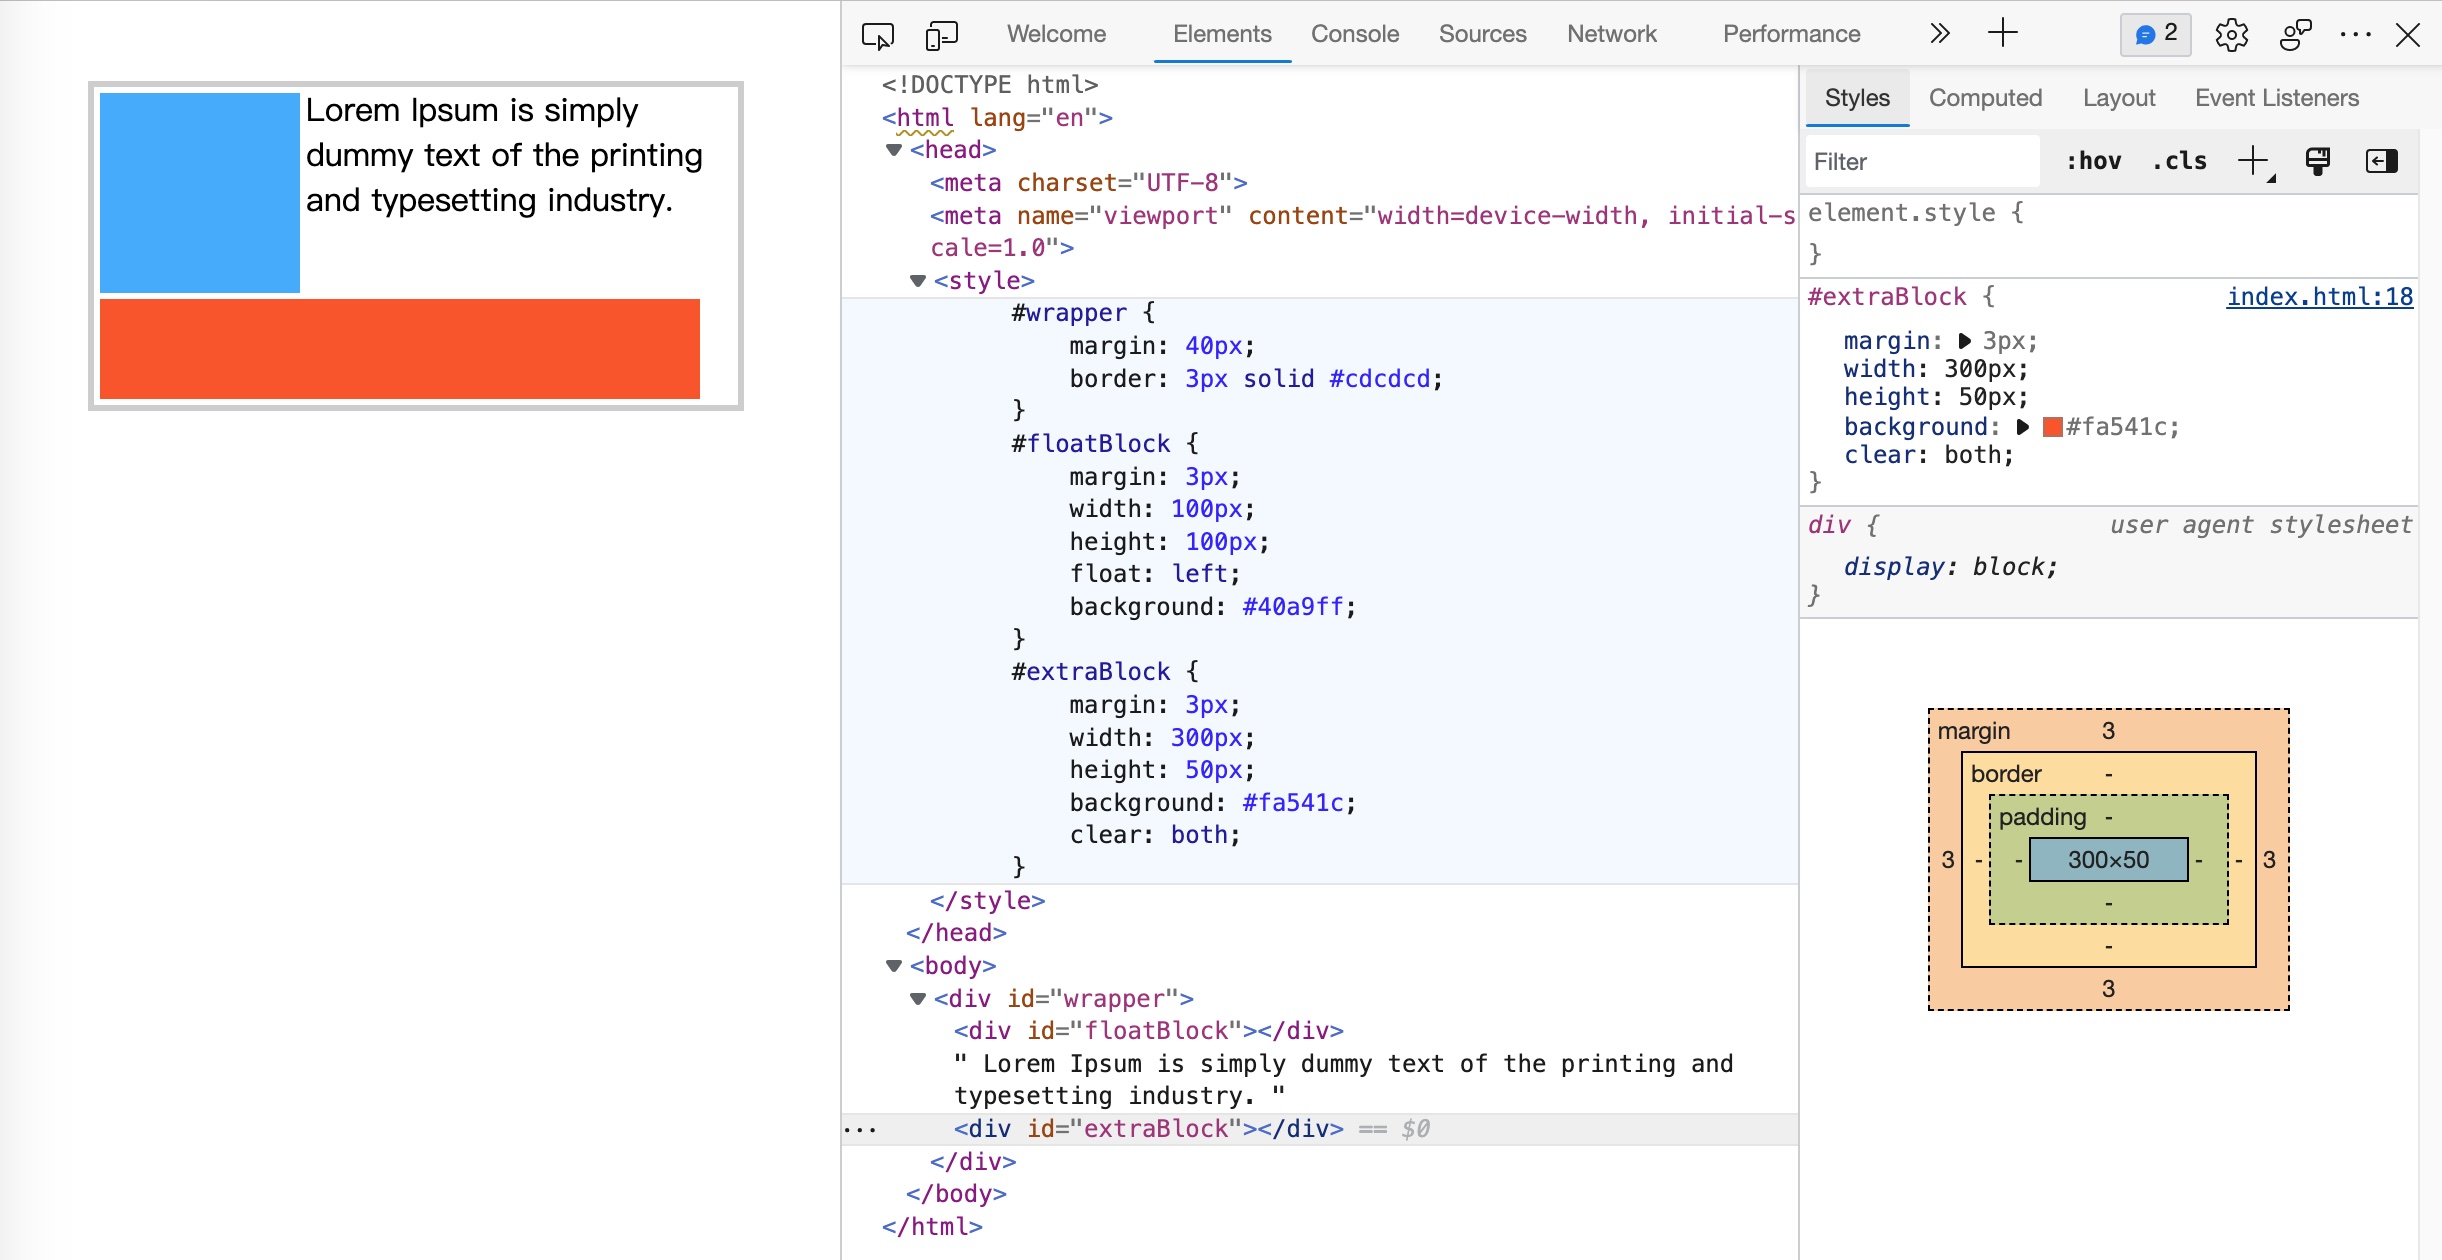 Lorem Ipsum is simply
dummy text of the printing
and typesetting industry.
Welcome Elements Console Sources Network Performance 2
<!DOCTYPE html>
<html lang="en">
<head>
<meta charset="UTF-8">
<meta name="viewport" content="width=device-width, initial-s
cale=1.0">
<style>
#wrapper {
margin: 40px;
border: 3px solid #cdcdcd;
}
#floatBlock {
margin: 3px;
width: 100px;
height: 100px;
float: left;
background: #40a9ff;
}
#extraBlock {
margin: 3px;
width: 300px;
height: 50px;
background: #fa541c;
clear: both;
}
</style>
</head>
<body>
<div id="wrapper">
<div id="floatBlock"></div>
" Lorem Ipsum is simply dummy text of the printing and
typesetting industry. "
... <div id="extraBlock"></div> == $0
</div>
</body>
</html>
Styles Computed Layout Event Listeners
Filter :hov .cls
element.style {
}
#extraBlock { index.html:18
margin: 3px;
width: 300px;
height: 50px;
background: #fa541c;
clear: both;
}
div { user agent stylesheet
display: block;
}
margin 3
border -
padding -
3 - - 300×50 - - 3
-
-
3